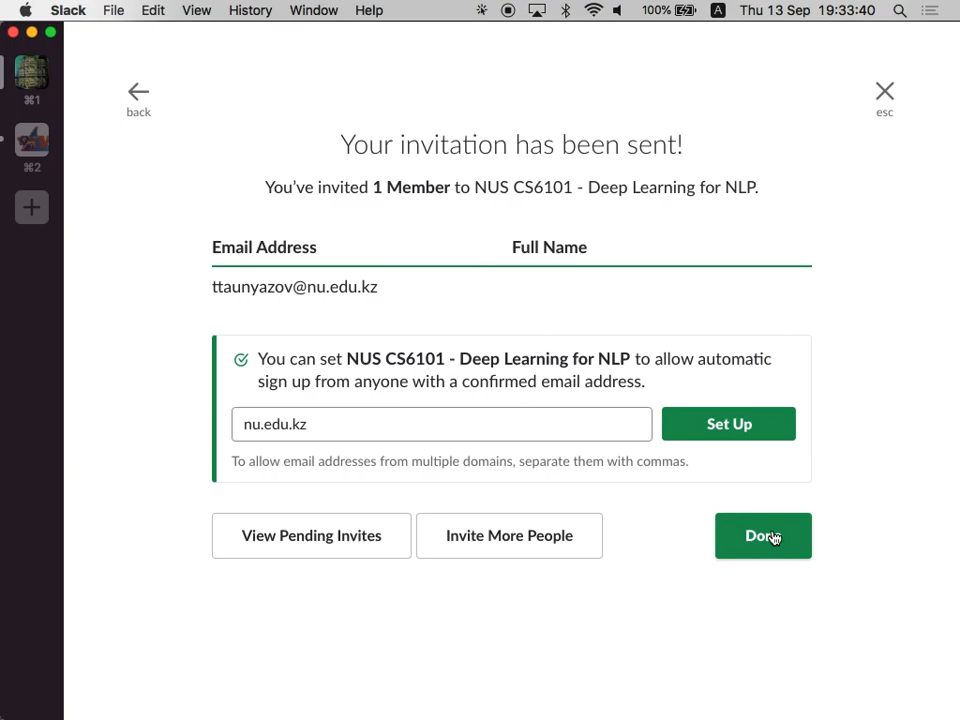 Slack File Edit View History Window Help 100% A Thu 13 Sep 19:33:40
⌘1
⌘2
back
esc
Your invitation has been sent!
You've invited 1 Member to NUS CS6101 - Deep Learning for NLP.
Email Address Full Name
ttaunyazov@nu.edu.kz
You can set NUS CS6101 - Deep Learning for NLP to allow automatic
sign up from anyone with a confirmed email address.
nu.edu.kz Set Up
To allow email addresses from multiple domains, separate them with commas.
View Pending Invites Invite More People Done